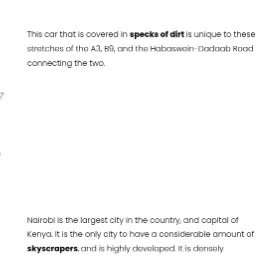 This car that is covered in specks of dirt is unique to these
stretches of the A3, B9, and the Habaswein-Dadaab Road
connecting the two.
Nairobi is the largest city in the country, and capital of
Kenya. It is the only city to have a considerable amount of
skyscrapers, and is highly developed. It is densely